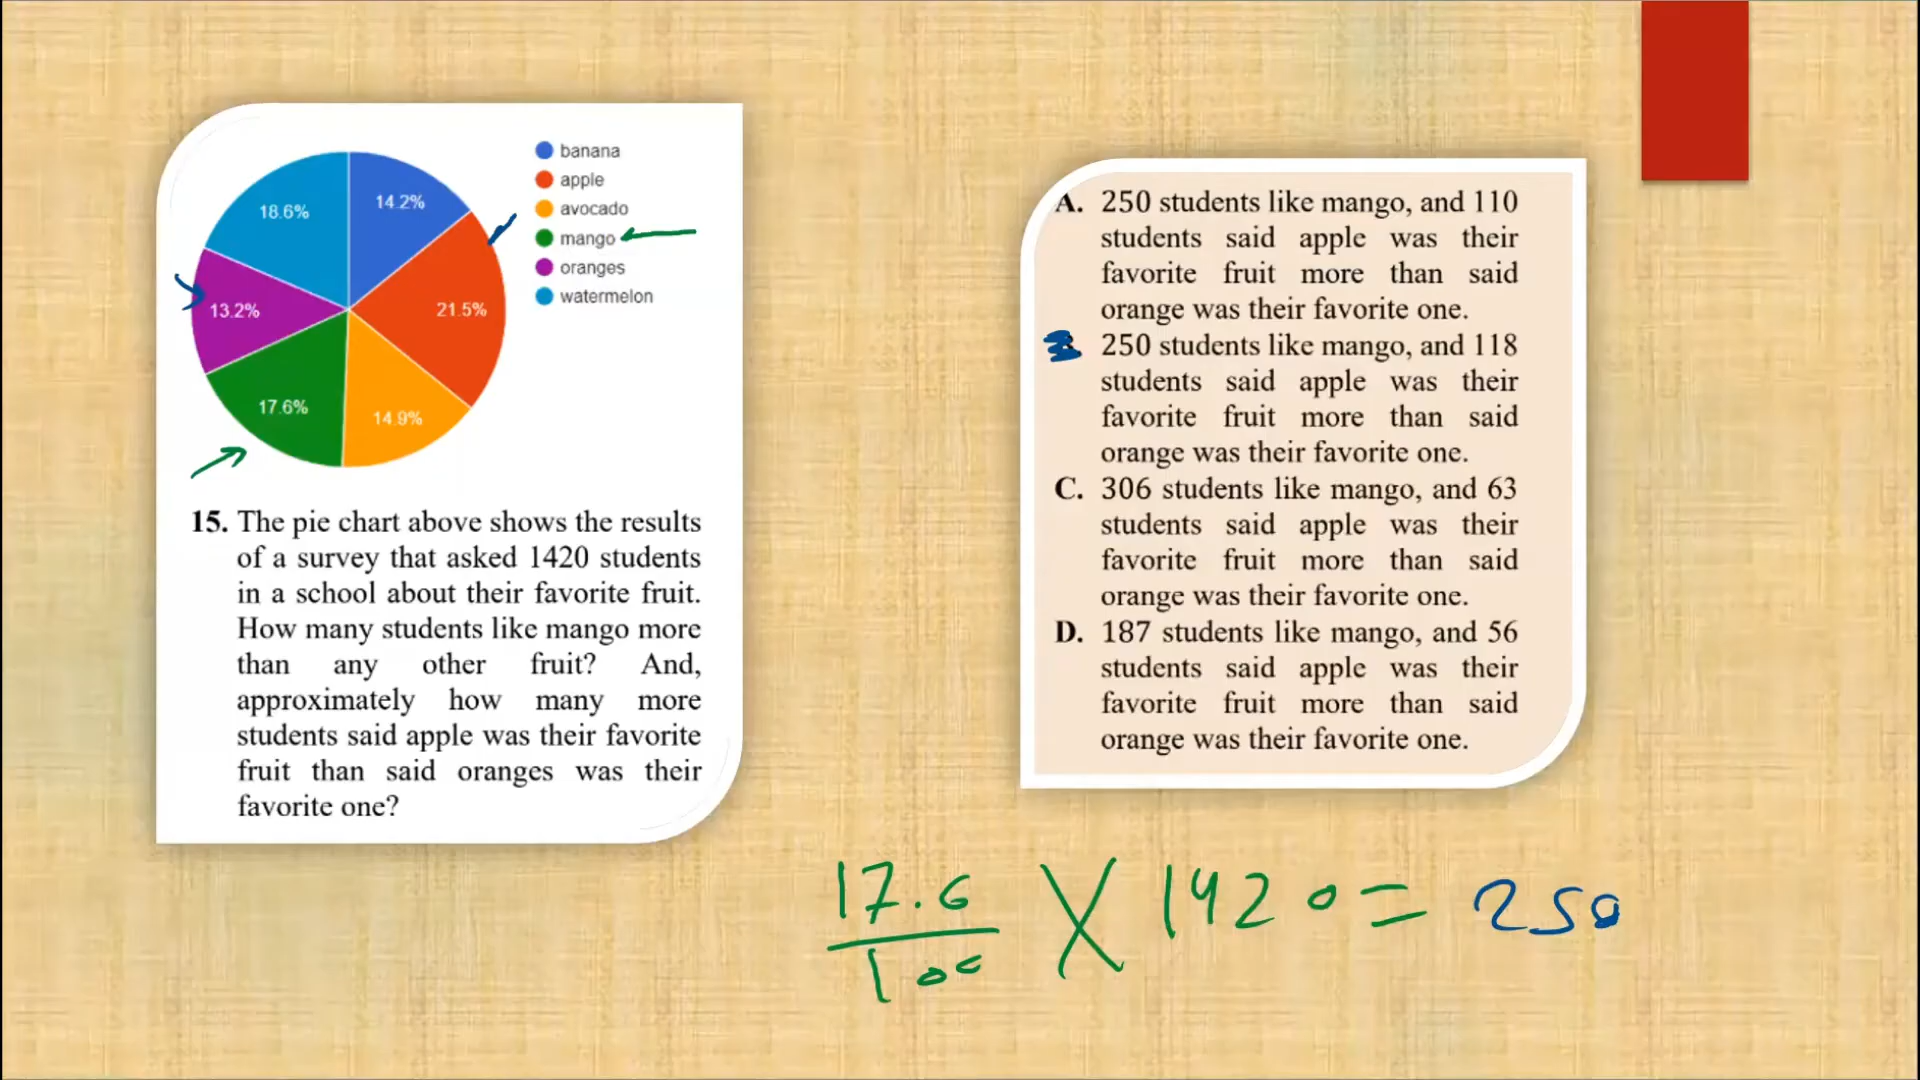 banana
apple
avocado
mango
oranges
watermelon
18.6%
14.2%
13.2%
21.5%
17.6%
14.9%
15. The pie chart above shows the results
of a survey that asked 1420 students
in a school about their favorite fruit.
How many students like mango more
than any other fruit? And,
approximately how many more
students said apple was their favorite
fruit than said oranges was their
favorite one?
A. 250 students like mango, and 110
students said apple was their
favorite fruit more than said
orange was their favorite one.
250 students like mango, and 118
students said apple was their
favorite fruit more than said
orange was their favorite one.
C. 306 students like mango, and 63
students said apple was their
favorite fruit more than said
orange was their favorite one.
D. 187 students like mango, and 56
students said apple was their
favorite fruit more than said
orange was their favorite one.
17.6
100
X 1420 = 250